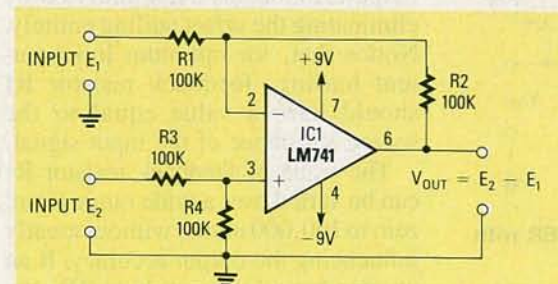 INPUT E₁
R1
100K
+9V
R2
100K
2
7
−
IC1
LM741
6
R3
100K
3
+
INPUT E₂
R4
100K
4
−9V
V_OUT = E₂ = E₁